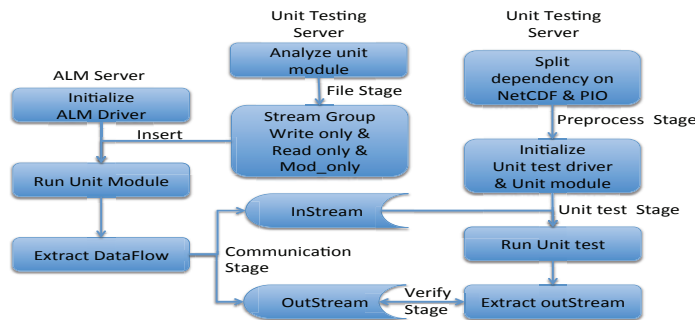 Unit Testing
Server
Unit Testing
Server
Analyze unit
module
Split
dependency on
NetCDF & PIO
ALM Server
File Stage
Initialize
ALM Driver
Stream Group
Write only &
Read only &
Mod_only
Preprocess Stage
Insert
Initialize
Unit test driver
& Unit module
Run Unit Module
InStream
Unit test Stage
Extract DataFlow
Communication
Stage
Run Unit test
OutStream
Verify
Stage
Extract outStream